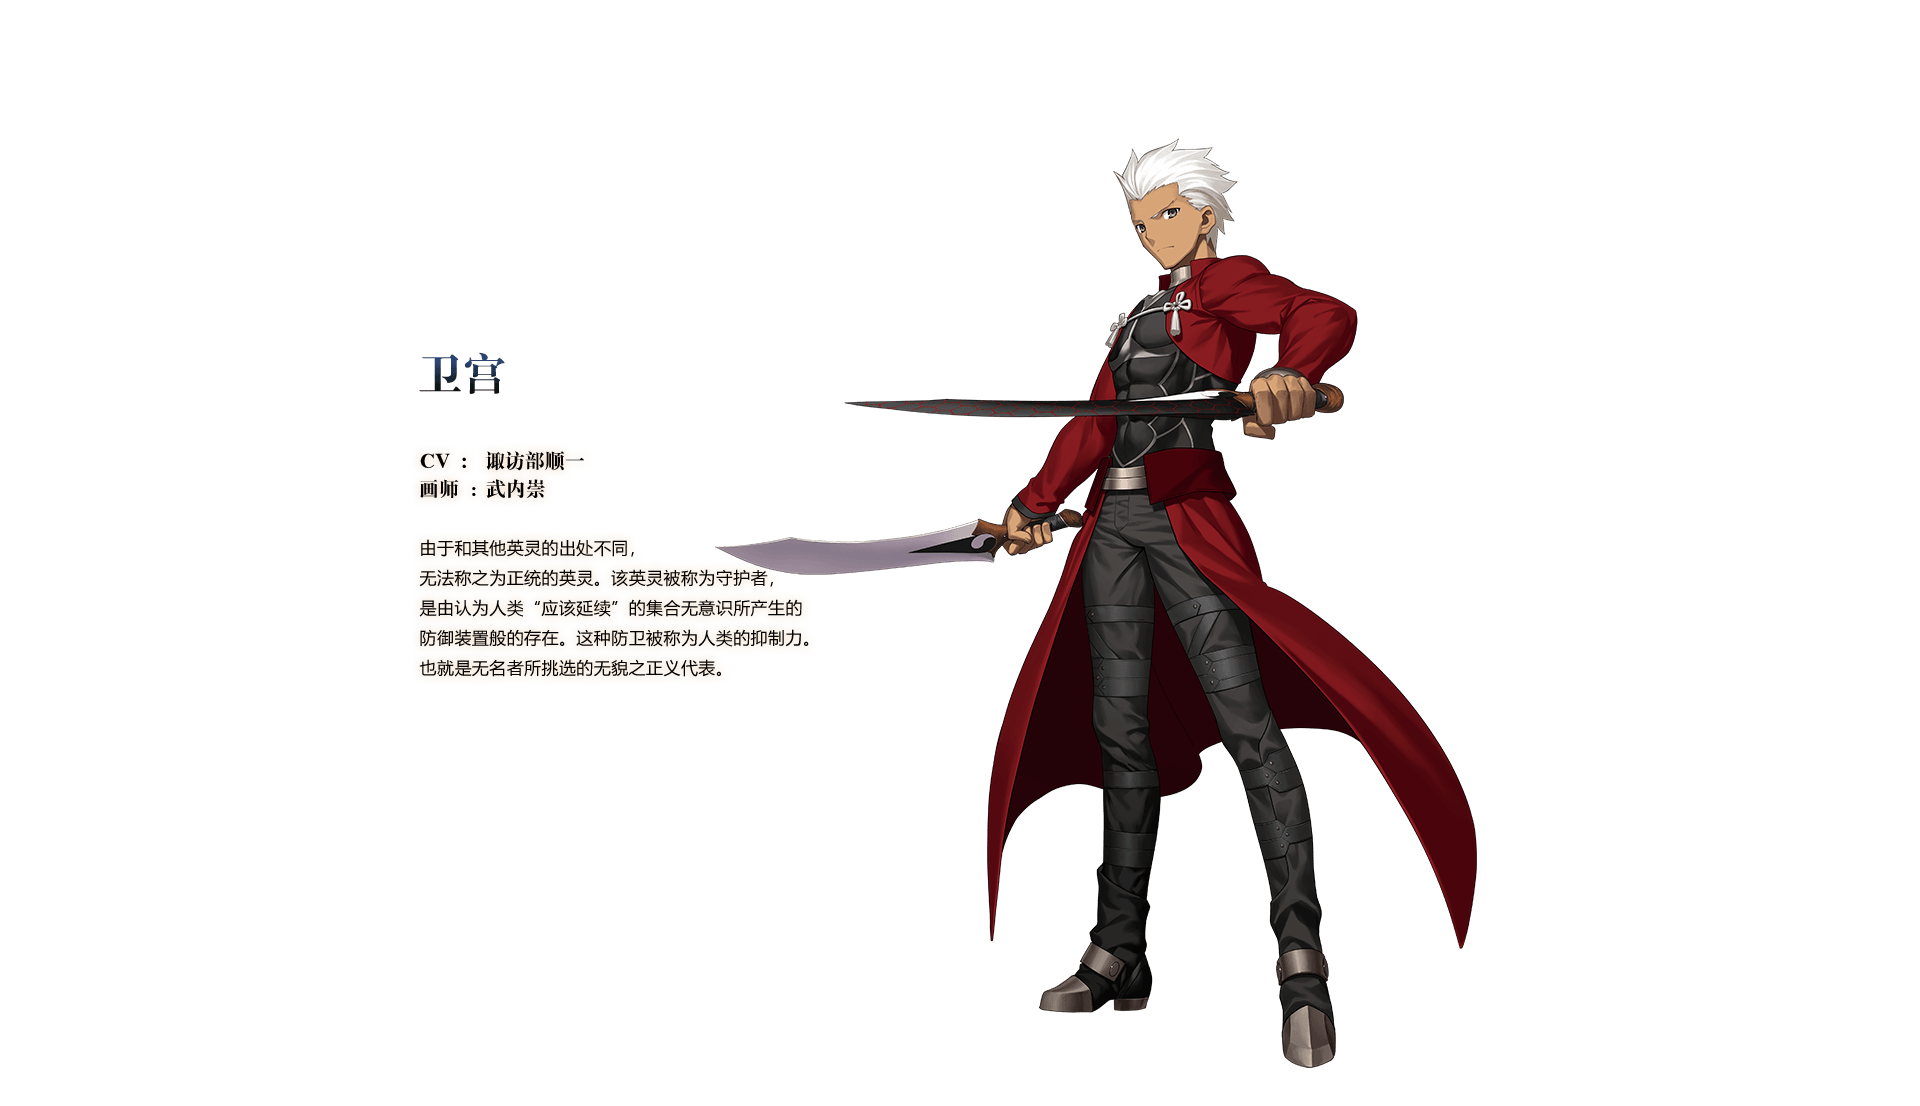 卫宫
CV ： 诹访部顺一
画师 ：武内崇
由于和其他英灵的出处不同，
无法称之为正统的英灵。该英灵被称为守护者，
是由认为人类“应该延续”的集合无意识所产生的
防御装置般的存在。这种防卫被称为人类的抑制力。
也就是无名者所挑选的无貌之正义代表。